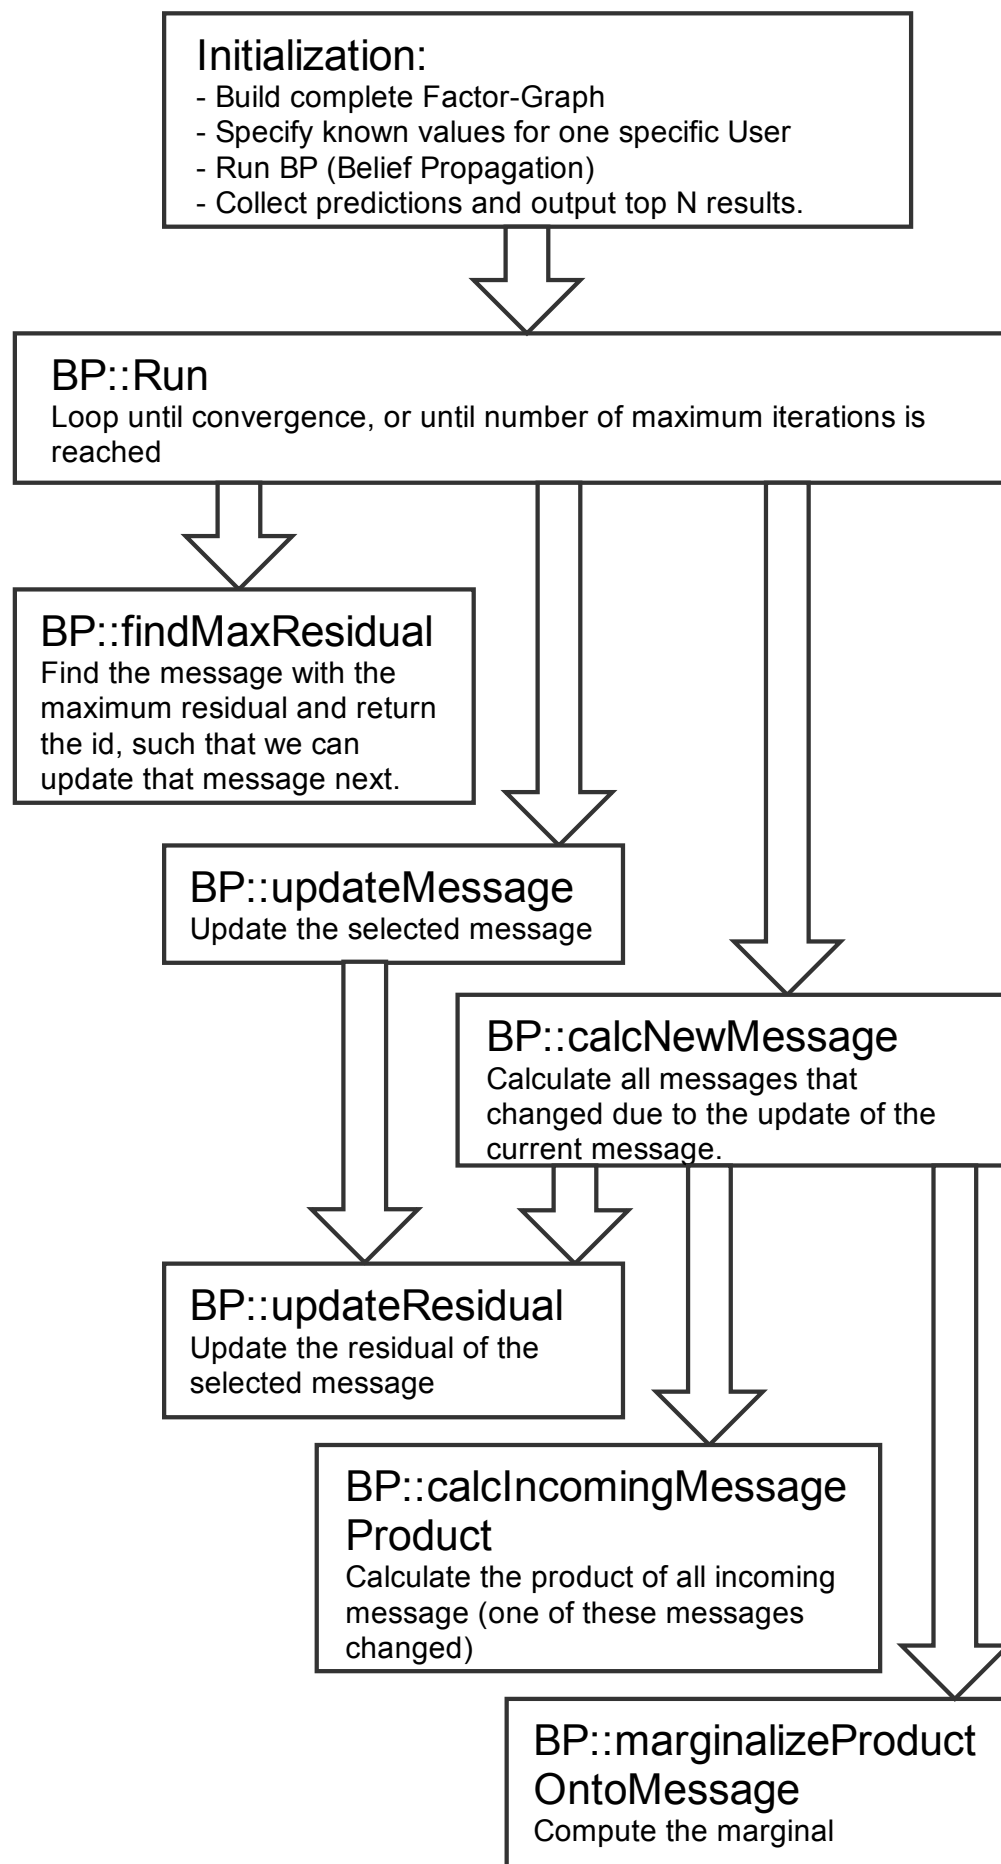 Initialization:
- Build complete Factor-Graph
- Specify known values for one specific User
- Run BP (Belief Propagation)
- Collect predictions and output top N results.
BP::Run
Loop until convergence, or until number of maximum iterations is
reached
BP::findMaxResidual
Find the message with the
maximum residual and return
the id, such that we can
update that message next.
BP::updateMessage
Update the selected message
BP::calcNewMessage
Calculate all messages that
changed due to the update of the
current message.
BP::updateResidual
Update the residual of the
selected message
BP::calcIncomingMessage
Product
Calculate the product of all incoming
message (one of these messages
changed)
BP::marginalizeProduct
OntoMessage
Compute the marginal